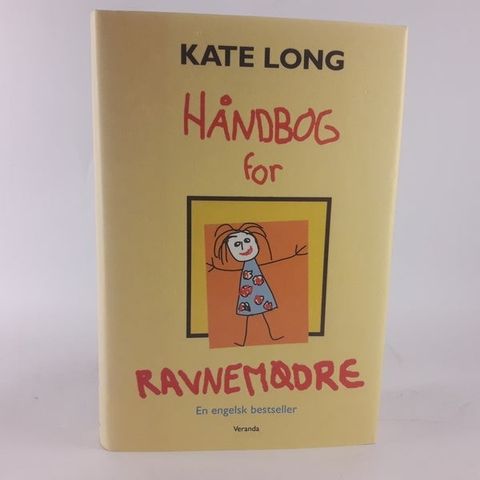 KATE LONG
HÅNDBOG
for
RAVNEMØDRE
En engelsk bestseller
Veranda